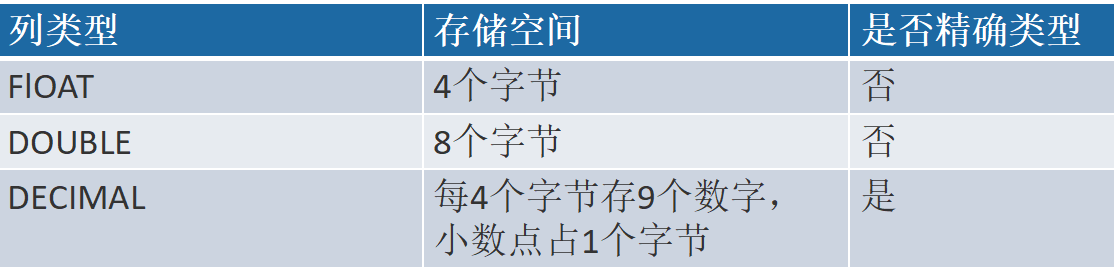 列类型 存储空间 是否精确类型
FlOAT 4个字节 否
DOUBLE 8个字节 否
DECIMAL 每4个字节存9个数字， 是
小数点占1个字节